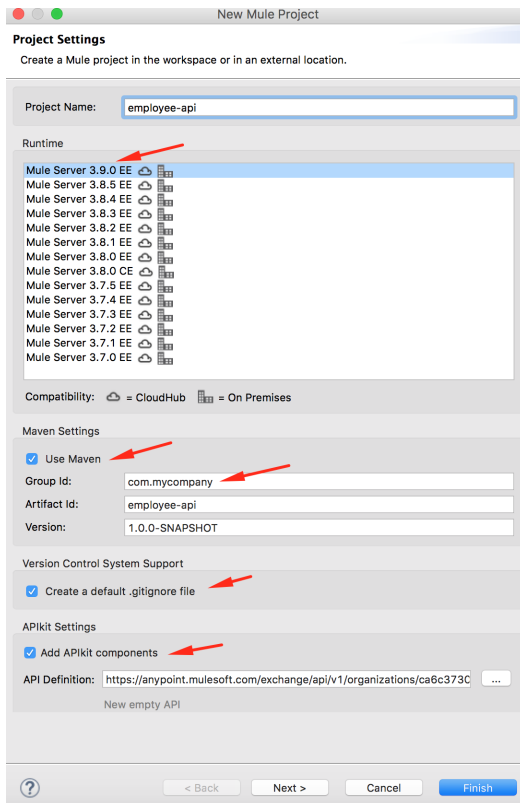 New Mule Project
Project Settings
Create a Mule project in the workspace or in an external location.
Project Name: employee-api
Runtime
Mule Server 3.9.0 EE
Mule Server 3.8.5 EE
Mule Server 3.8.4 EE
Mule Server 3.8.3 EE
Mule Server 3.8.2 EE
Mule Server 3.8.1 EE
Mule Server 3.8.0 EE
Mule Server 3.8.0 CE
Mule Server 3.7.5 EE
Mule Server 3.7.4 EE
Mule Server 3.7.3 EE
Mule Server 3.7.2 EE
Mule Server 3.7.1 EE
Mule Server 3.7.0 EE
Compatibility: = CloudHub = On Premises
Maven Settings
Use Maven
Group Id: com.mycompany
Artifact Id: employee-api
Version: 1.0.0-SNAPSHOT
Version Control System Support
Create a default .gitignore file
APIkit Settings
Add APIkit components
API Definition: https://anypoint.mulesoft.com/exchange/api/v1/organizations/ca6c3730 ...
New empty API
? < Back Next > Cancel Finish